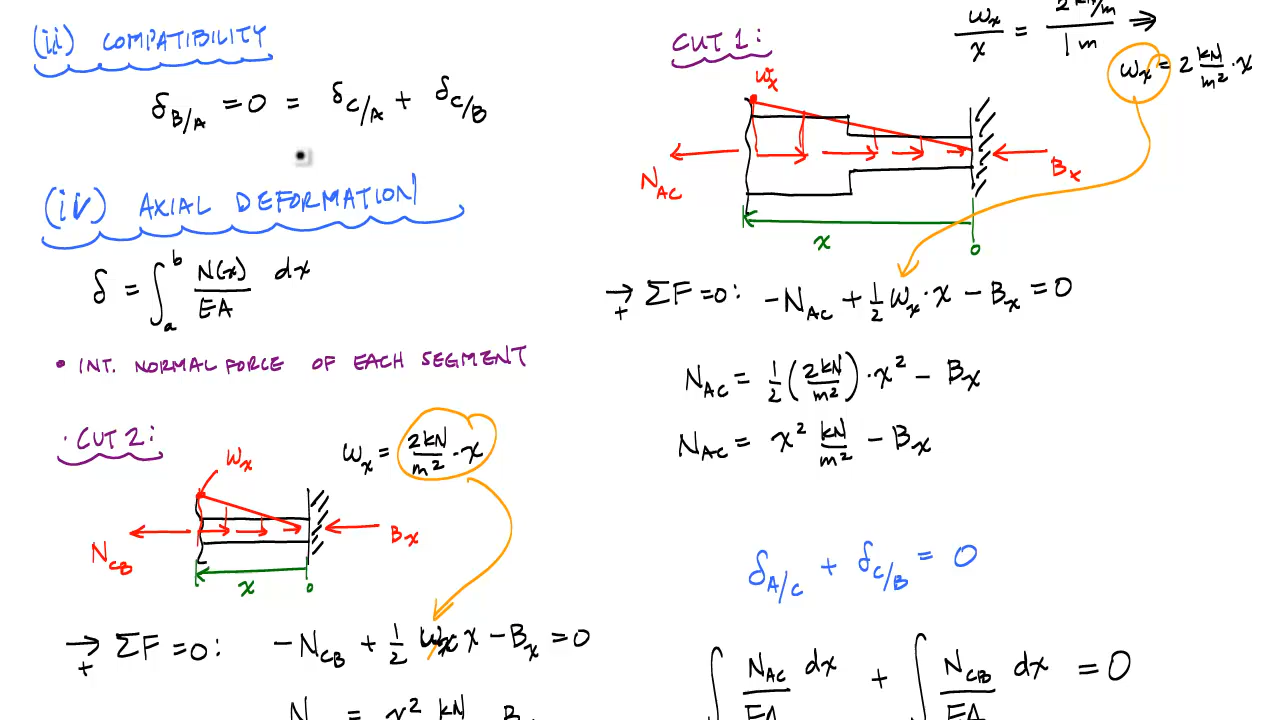 (ii) COMPATIBILITY
δB/A = 0 = δC/A + δC/B
(iv) AXIAL DEFORMATION
δ = ∫ₐᵇ N(x)/EA dx
• INT. NORMAL FORCE OF EACH SEGMENT
· CUT 2:
ωx = 2kN/m² · x
ωx
NCB
Bx
x
0
→+ ΣF=0: -NCB + 1/2 ωx x - Bx = 0
= x² kN
CUT 1:
ωx/x = 2 kN/m / 1 m ⇒
ωx = 2 kN/m² · x
ωx
NAC
Bx
x
0
→+ ΣF=0: -NAC + 1/2 ωx · x - Bx = 0
NAC = 1/2 (2kN/m²) · x² - Bx
NAC = x² kN/m² - Bx
δA/C + δC/B = 0
∫ NAC/EA dx + ∫ NCB/EA dx = 0